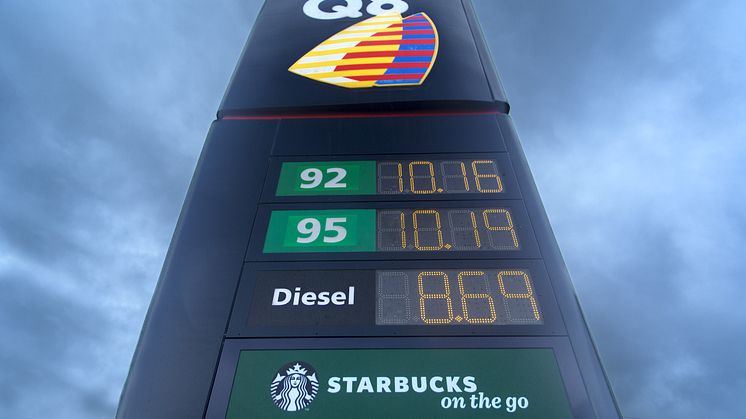 Q8
92 10.16
95 10.19
Diesel 8.69
STARBUCKS
on the go